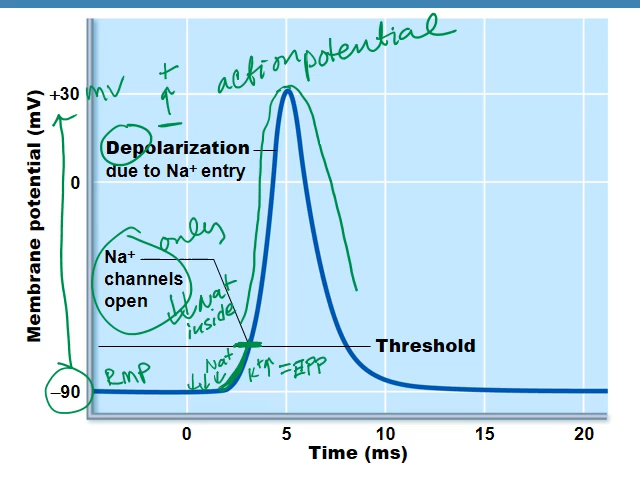 action potential
+30
mv
+
Depolarization
due to Na+ entry
0
only
Na+
channels
open
↓↓Na+
inside
Threshold
Na+
↓↓↓
K+↑ = EPP
RMP
–90
Membrane potential (mV)
0 5 10 15 20
Time (ms)